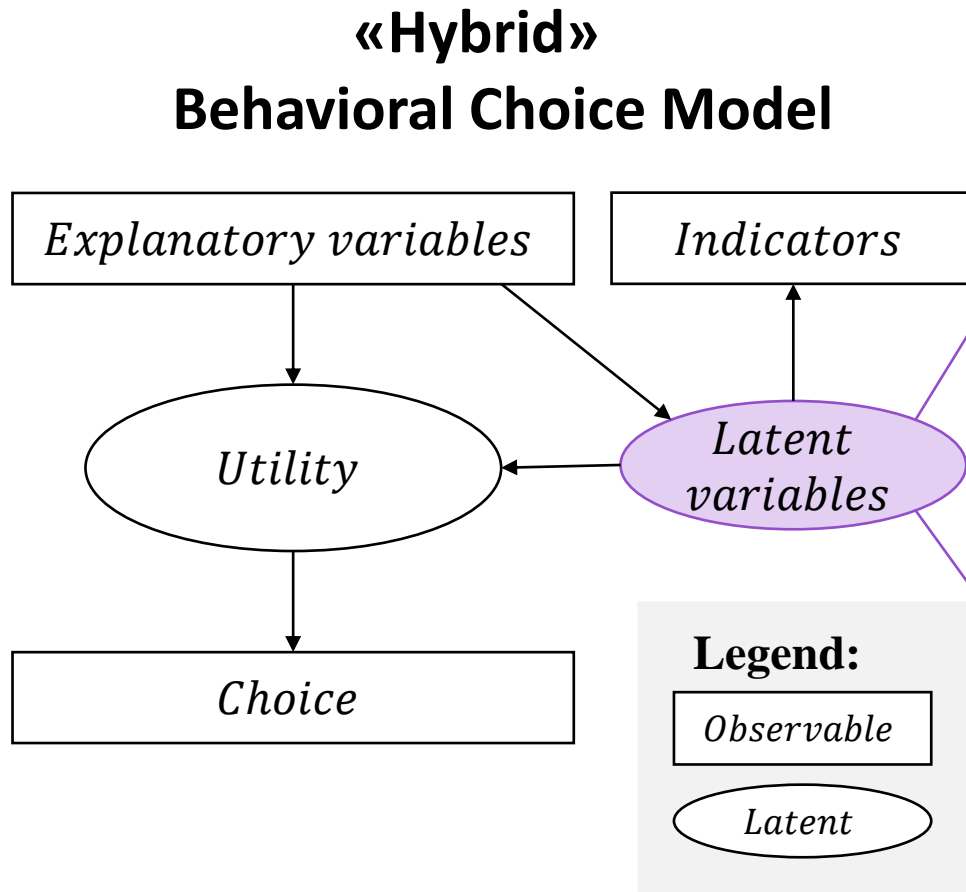 «Hybrid»
Behavioral Choice Model
Explanatory variables
Indicators
Utility
Latent
variables
Choice
Legend:
Observable
Latent